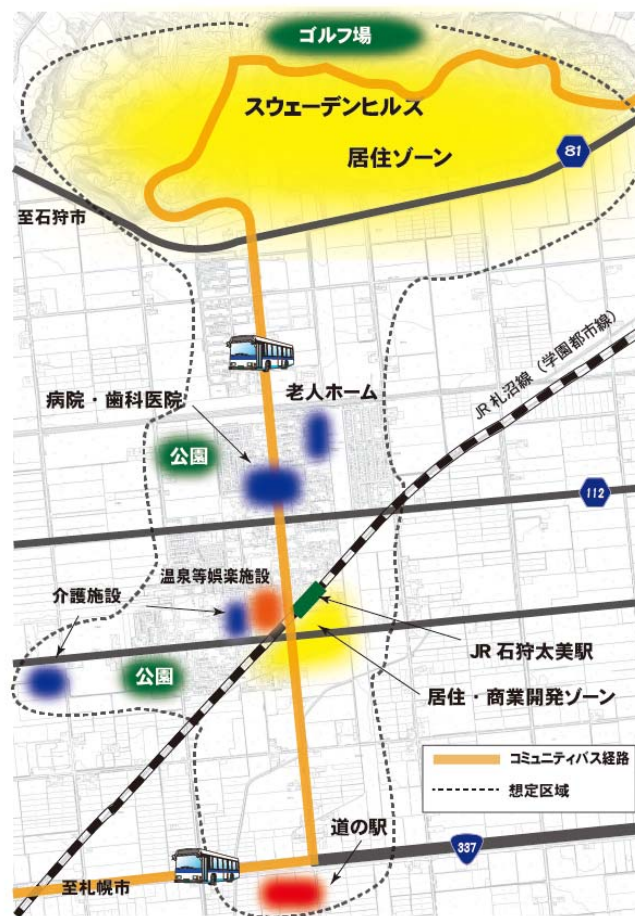 ゴルフ場
スウェーデンヒルズ
居住ゾーン
81
至石狩市
JR札沼線（学園都市線）
老人ホーム
病院・歯科医院
公園
112
温泉等娯楽施設
介護施設
JR石狩太美駅
公園
居住・商業開発ゾーン
コミュニティバス経路
想定区域
道の駅
337
至札幌市